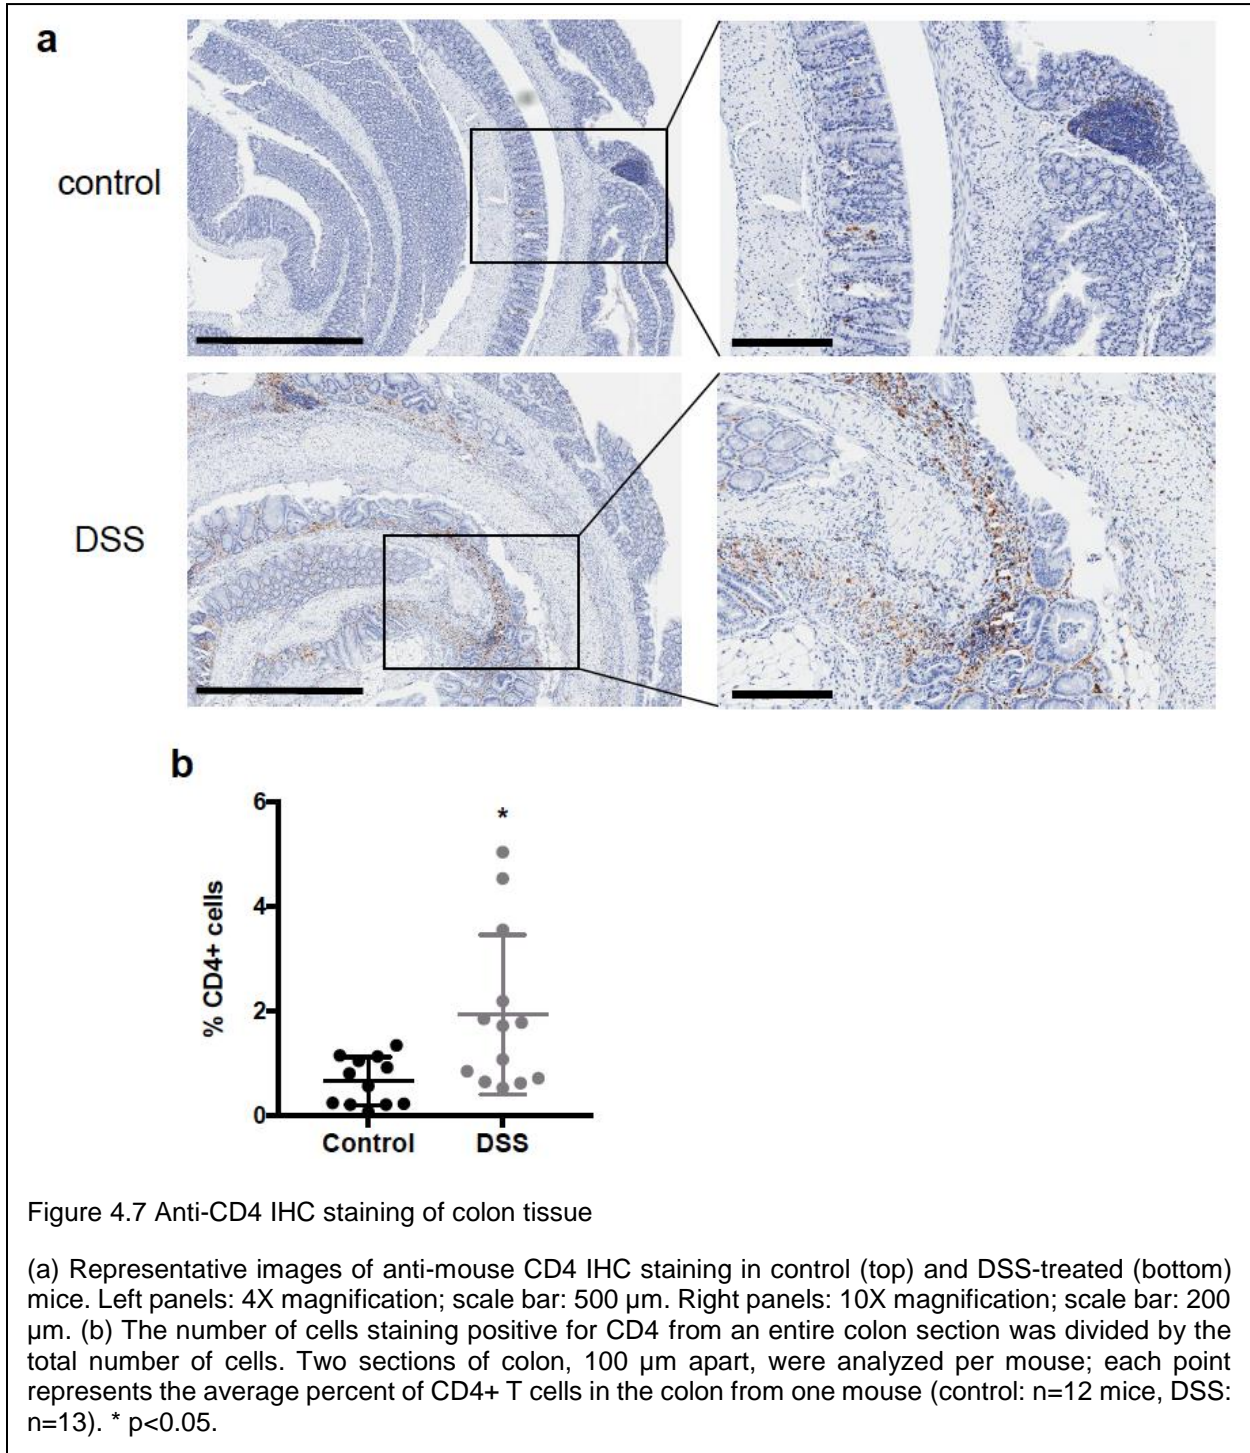 a
control
DSS
b
6
*
4
% CD4+ cells
2
0
Control
DSS
Figure 4.7 Anti-CD4 IHC staining of colon tissue
(a) Representative images of anti-mouse CD4 IHC staining in control (top) and DSS-treated (bottom)
mice. Left panels: 4X magnification; scale bar: 500 µm. Right panels: 10X magnification; scale bar: 200
µm. (b) The number of cells staining positive for CD4 from an entire colon section was divided by the
total number of cells. Two sections of colon, 100 µm apart, were analyzed per mouse; each point
represents the average percent of CD4+ T cells in the colon from one mouse (control: n=12 mice, DSS:
n=13). * p<0.05.